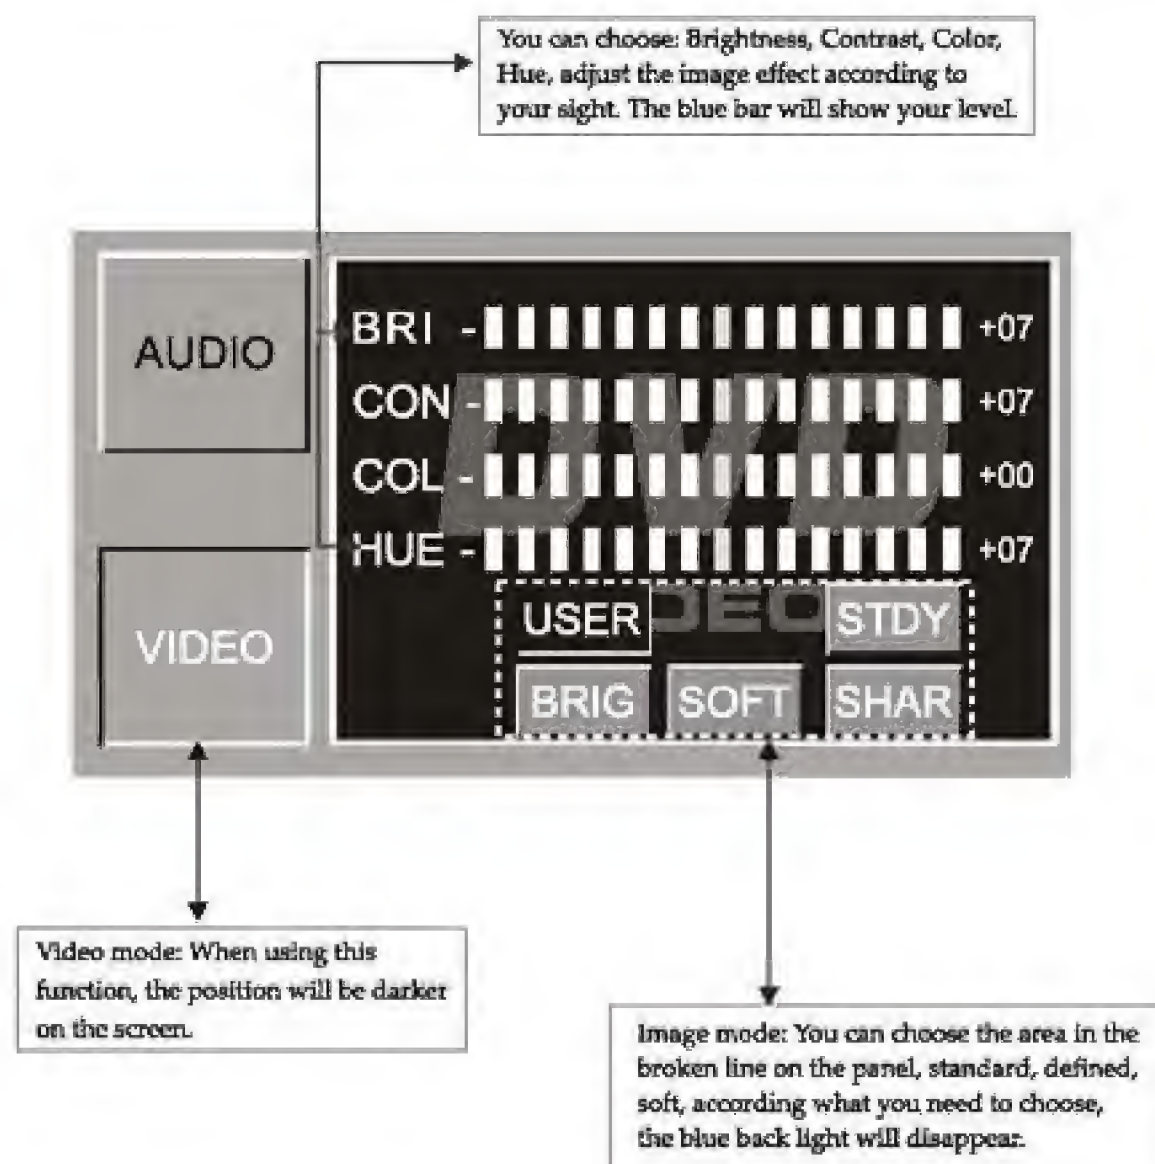 You can choose: Brightness, Contrast, Color,
Hue, adjust the image effect according to
your sight. The blue bar will show your level.
AUDIO
BRI - +07
CON - +07
COL - +00
HUE - +07
DVD
VIDEO
USER
STDY
BRIG SOFT SHAR
Video mode: When using this
function, the position will be darker
on the screen.
Image mode: You can choose the area in the
broken line on the panel, standard, defined,
soft, according what you need to choose,
the blue back light will disappear.